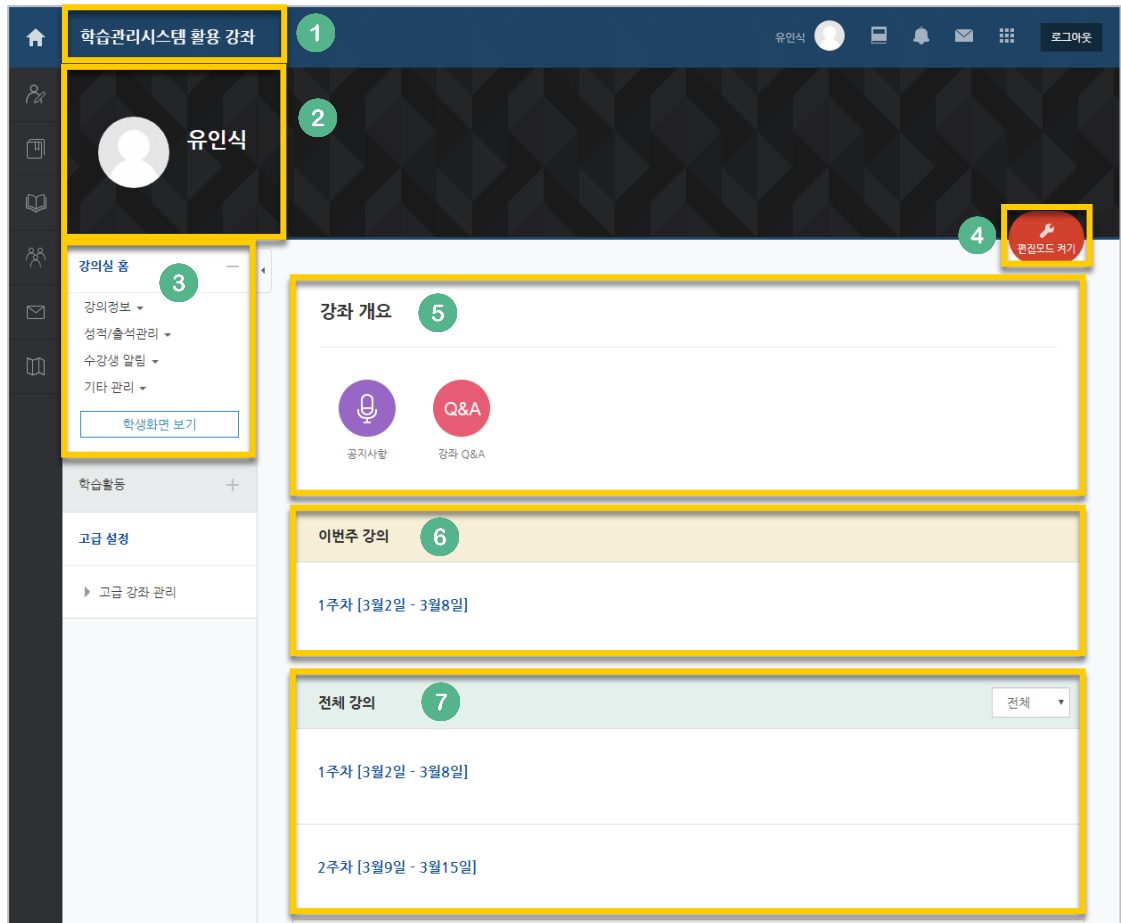 학습관리시스템 활용 강좌
1
유인식
로그아웃
유인식
2
4
편집모드 켜기
강의실 홈
3
강의정보
성적/출석관리
수강생 알림
기타 관리
학생화면 보기
학습활동
고급 설정
고급 강좌 관리
강좌 개요
5
Q&A
공지사항
강좌 Q&A
이번주 강의
6
1주차 [3월2일 - 3월8일]
전체 강의
7
전체
1주차 [3월2일 - 3월8일]
2주차 [3월9일 - 3월15일]